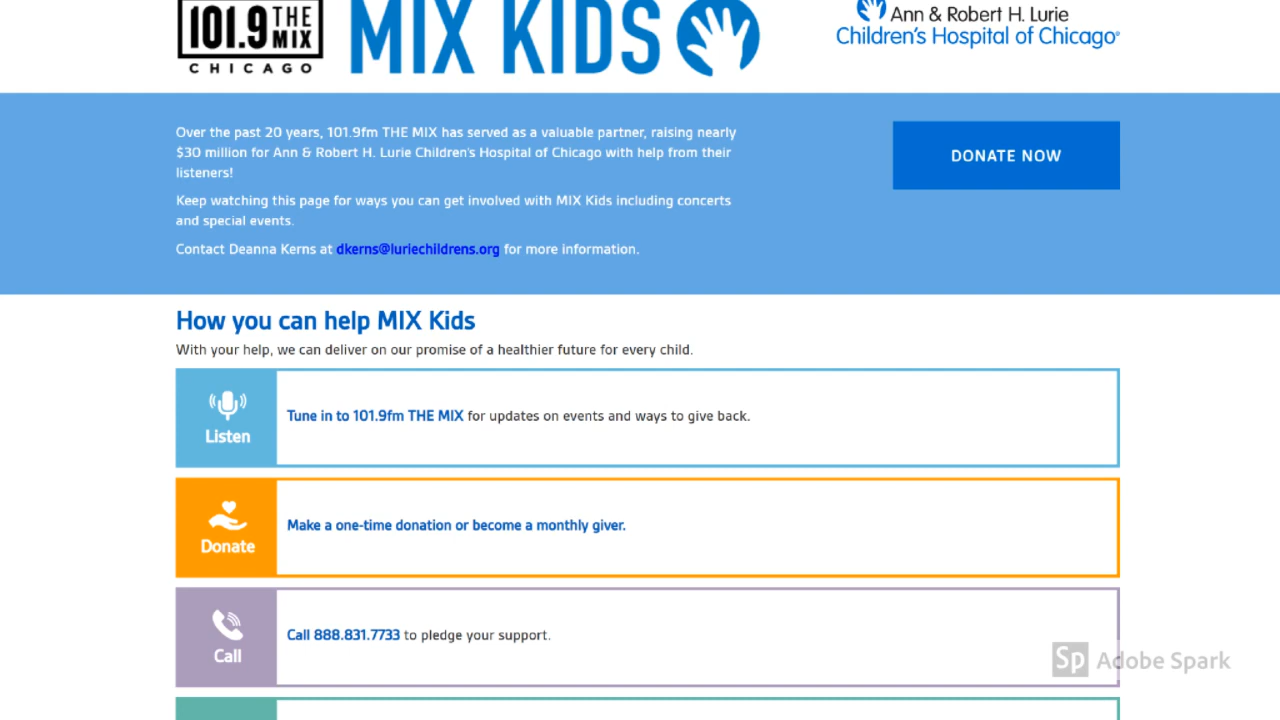 101.9 THE MIX
CHICAGO
MIX KIDS
Ann & Robert H. Lurie
Children's Hospital of Chicago®
Over the past 20 years, 101.9fm THE MIX has served as a valuable partner, raising nearly
$30 million for Ann & Robert H. Lurie Children's Hospital of Chicago with help from their
listeners!
Keep watching this page for ways you can get involved with MIX Kids including concerts
and special events.
Contact Deanna Kerns at dkerns@luriechildrens.org for more information.
DONATE NOW
How you can help MIX Kids
With your help, we can deliver on our promise of a healthier future for every child.
Listen
Tune in to 101.9fm THE MIX for updates on events and ways to give back.
Donate
Make a one-time donation or become a monthly giver.
Call
Call 888.831.7733 to pledge your support.
Sp Adobe Spark